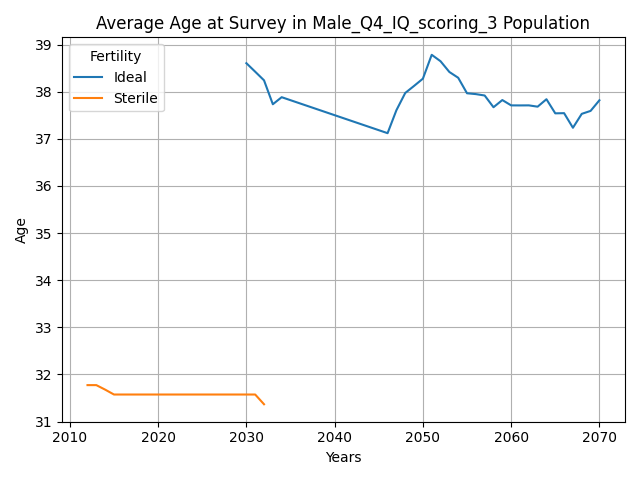 Average Age at Survey in Male_Q4_IQ_scoring_3 Population
39
38
37
36
35
34
33
32
31
Age
Fertility
Ideal
Sterile
2010 2020 2030 2040 2050 2060 2070
Years